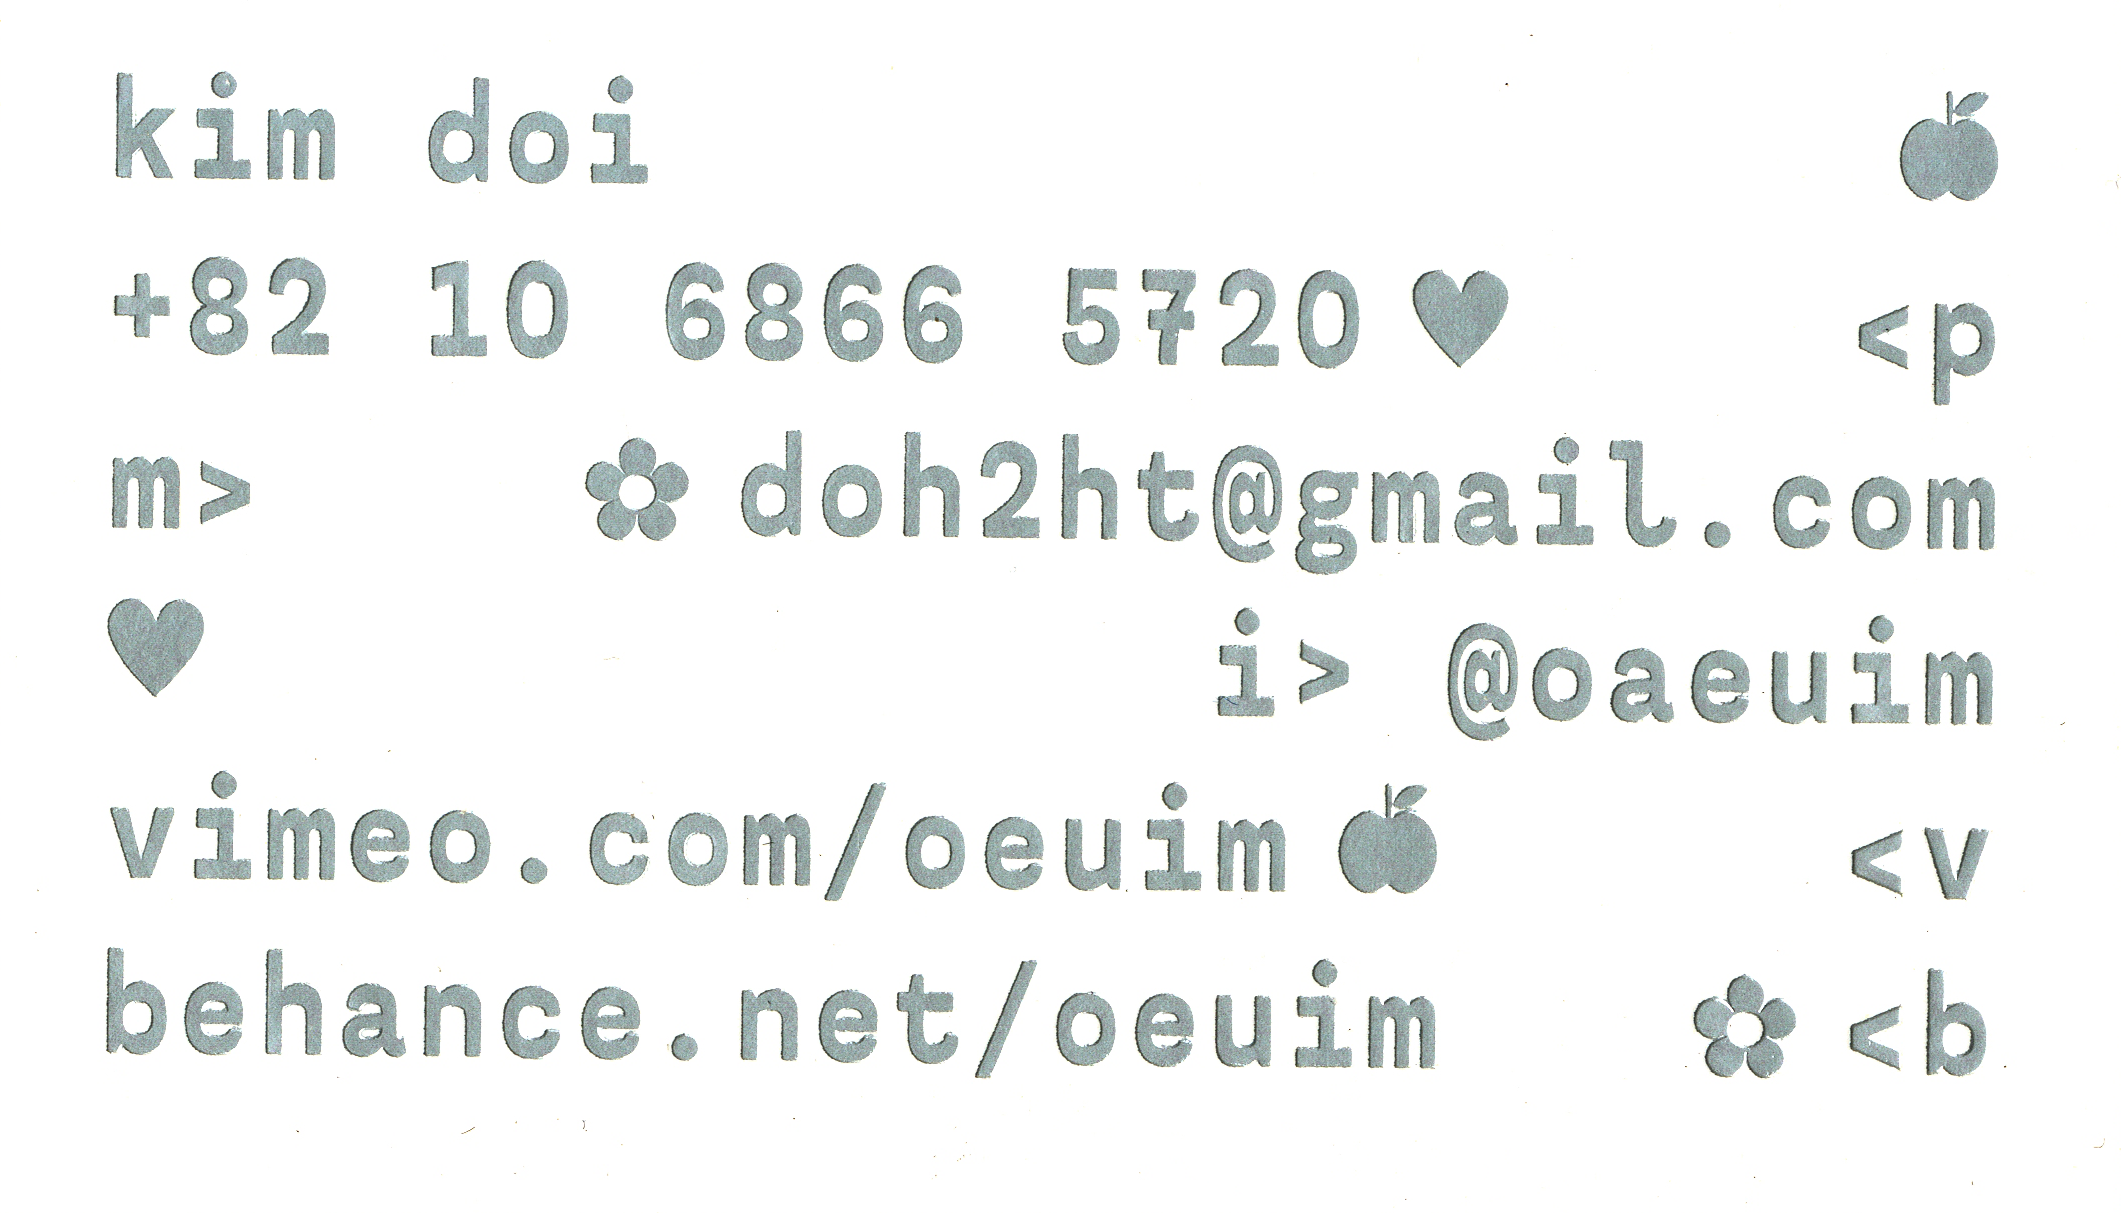 kim doi
+82 10 6866 5720 ♥ <p
m> ✿ doh2ht@gmail.com
♥ i> @oaeuim
vimeo.com/oeuim <v
behance.net/oeuim ✿ <b